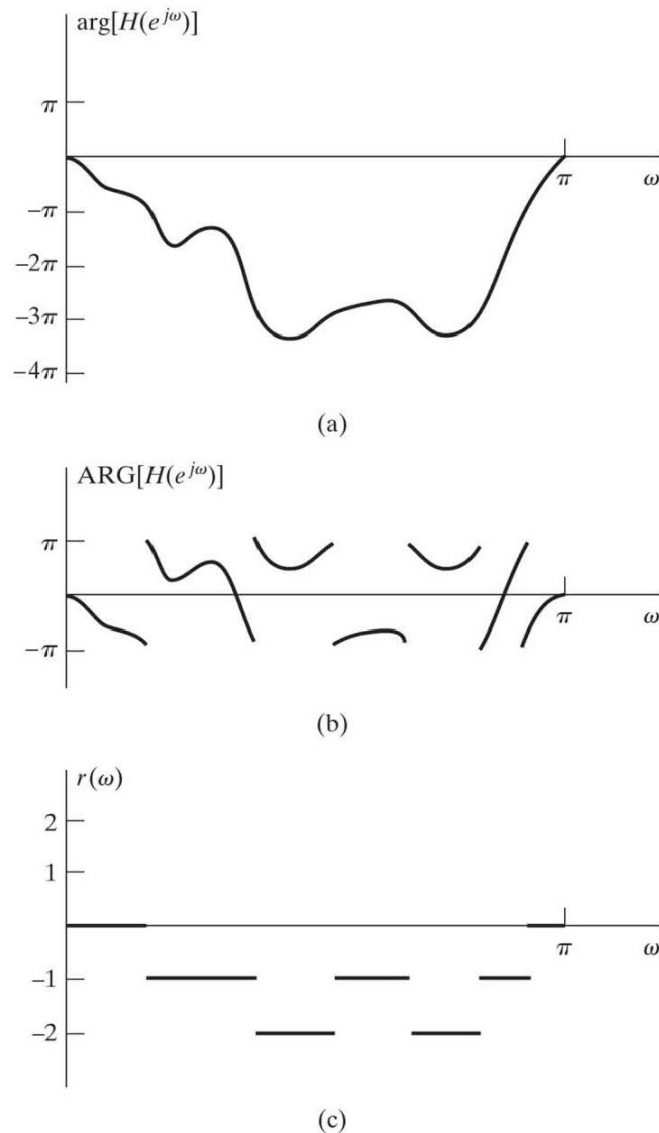 arg[H(e^{jω})]
π
π
ω
−π
−2π
−3π
−4π
(a)
ARG[H(e^{jω})]
π
π
ω
−π
(b)
r(ω)
2
1
π
ω
−1
−2
(c)